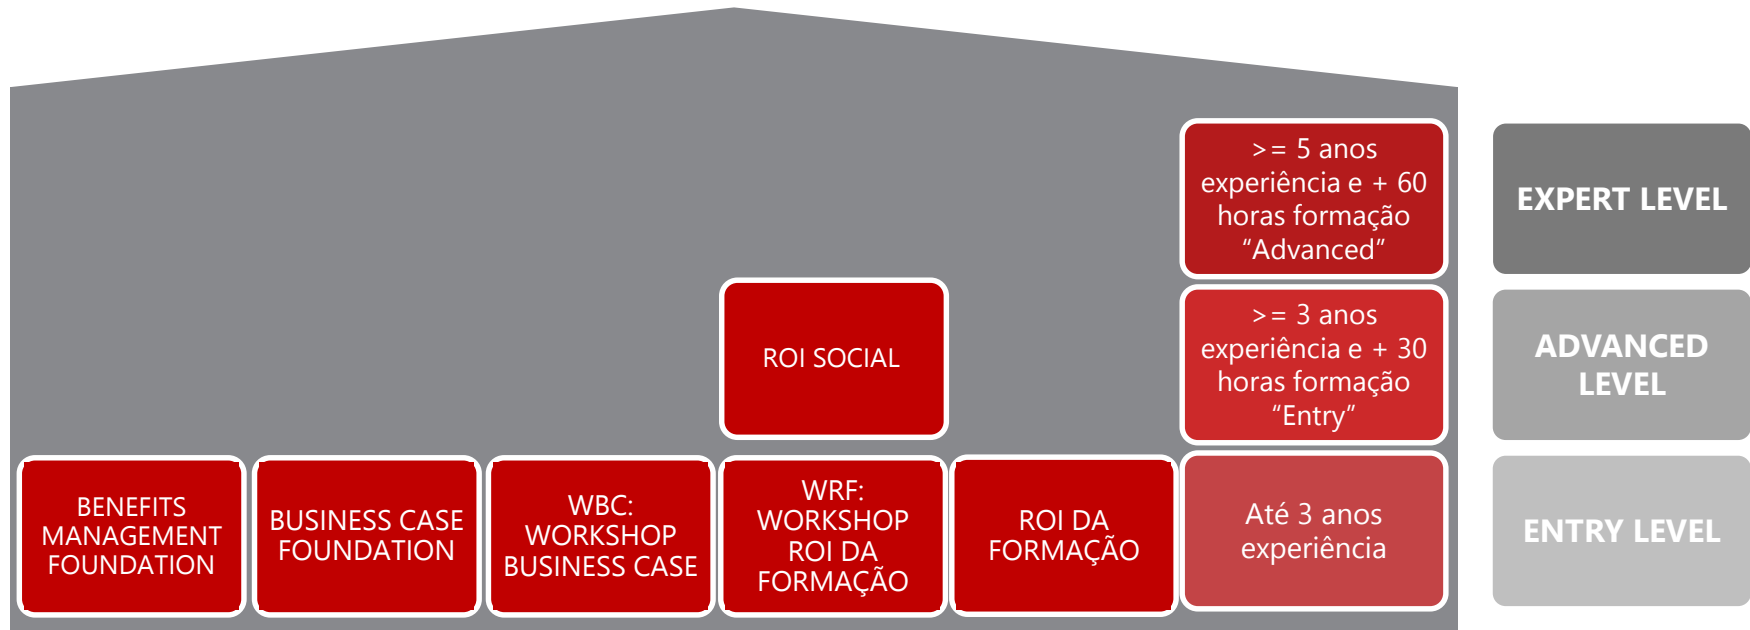 >= 5 anos
experiência e + 60
horas formação
“Advanced”
EXPERT LEVEL
ROI SOCIAL
>= 3 anos
experiência e + 30
horas formação
“Entry”
ADVANCED
LEVEL
BENEFITS
MANAGEMENT
FOUNDATION
BUSINESS CASE
FOUNDATION
WBC:
WORKSHOP
BUSINESS CASE
WRF:
WORKSHOP
ROI DA
FORMAÇÃO
ROI DA
FORMAÇÃO
Até 3 anos
experiência
ENTRY LEVEL